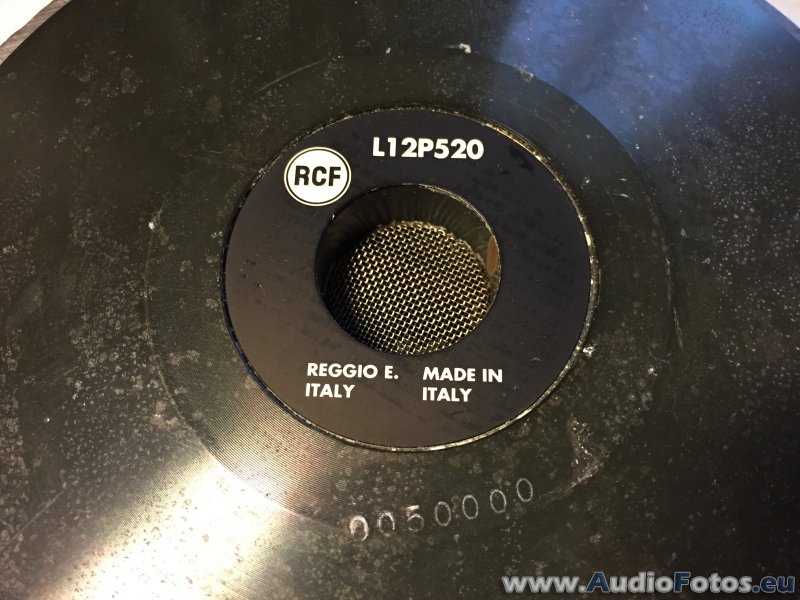 L12P520
RCF
REGGIO E. MADE IN
ITALY ITALY
0050000
www.AudioFotos.eu